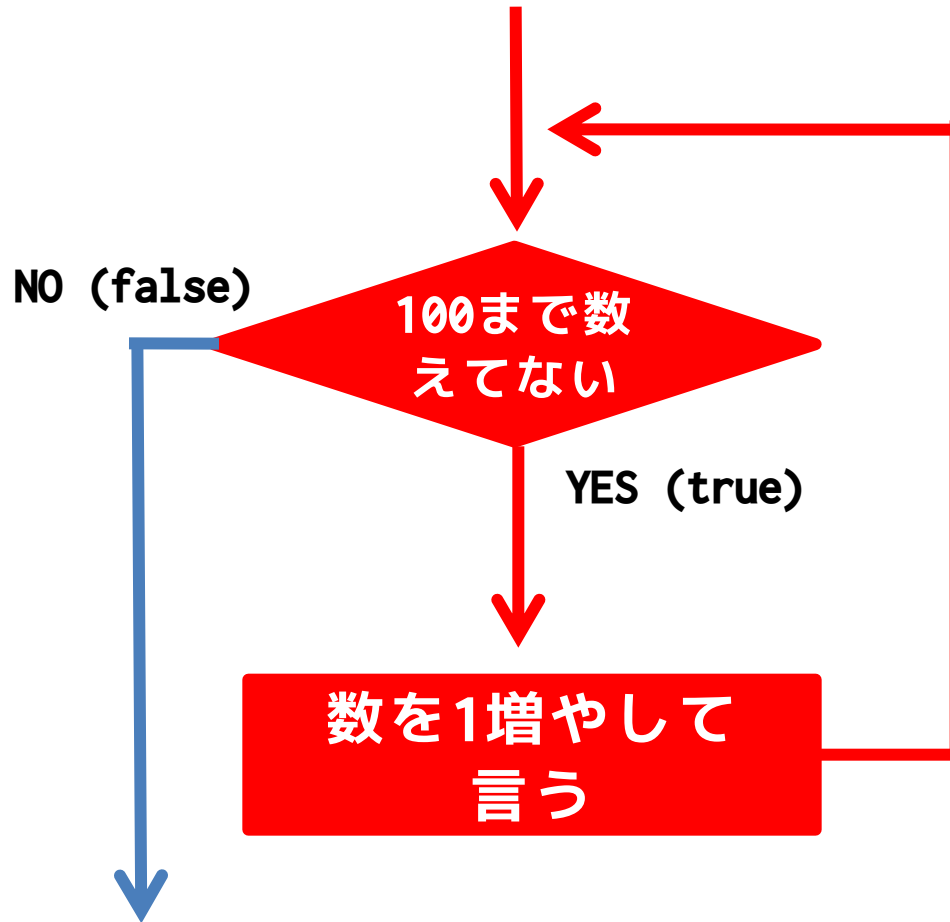 NO (false)
100まで数
えてない
YES (true)
数を1増やして
言う